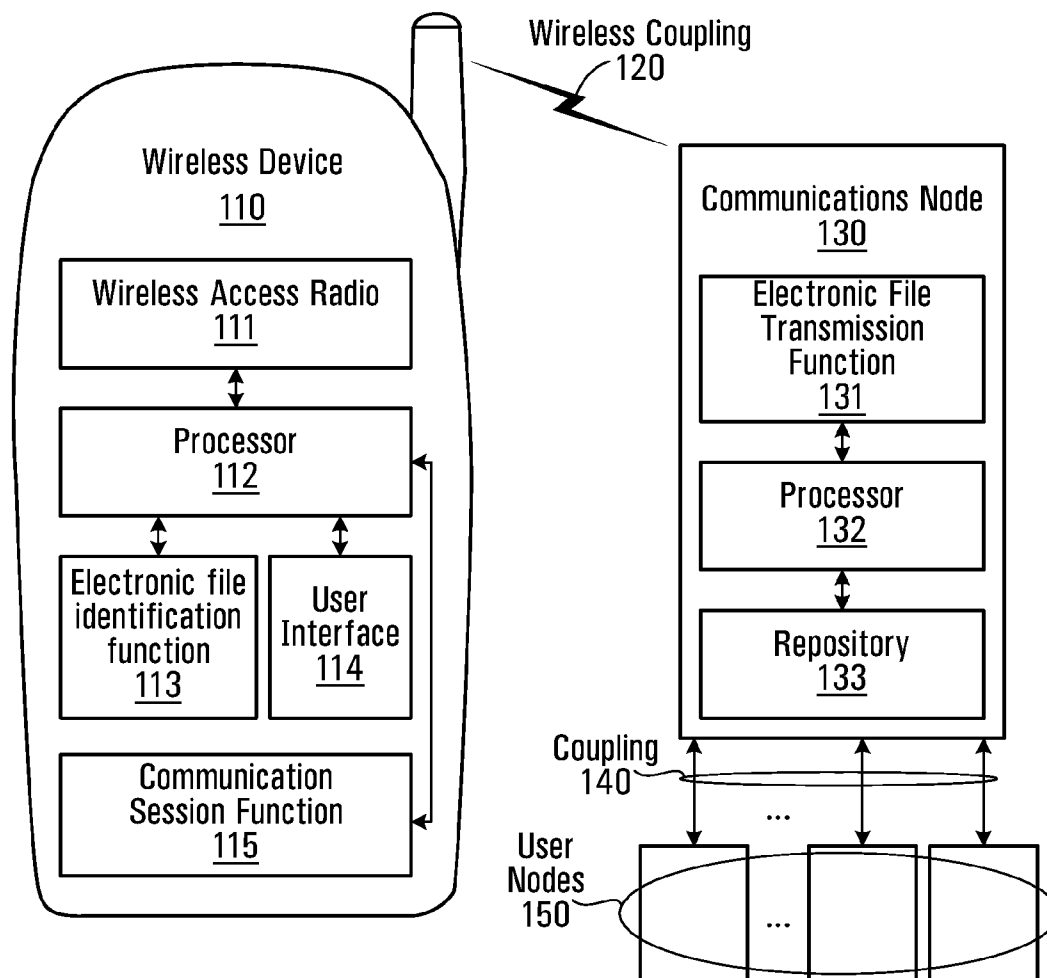 Wireless Coupling
120
Wireless Device
110
Wireless Access Radio
111
Processor
112
Electronic file
identification
function
113
User
Interface
114
Communication
Session Function
115
Communications Node
130
Electronic File
Transmission
Function
131
Processor
132
Repository
133
Coupling
140
...
User
Nodes
150
...